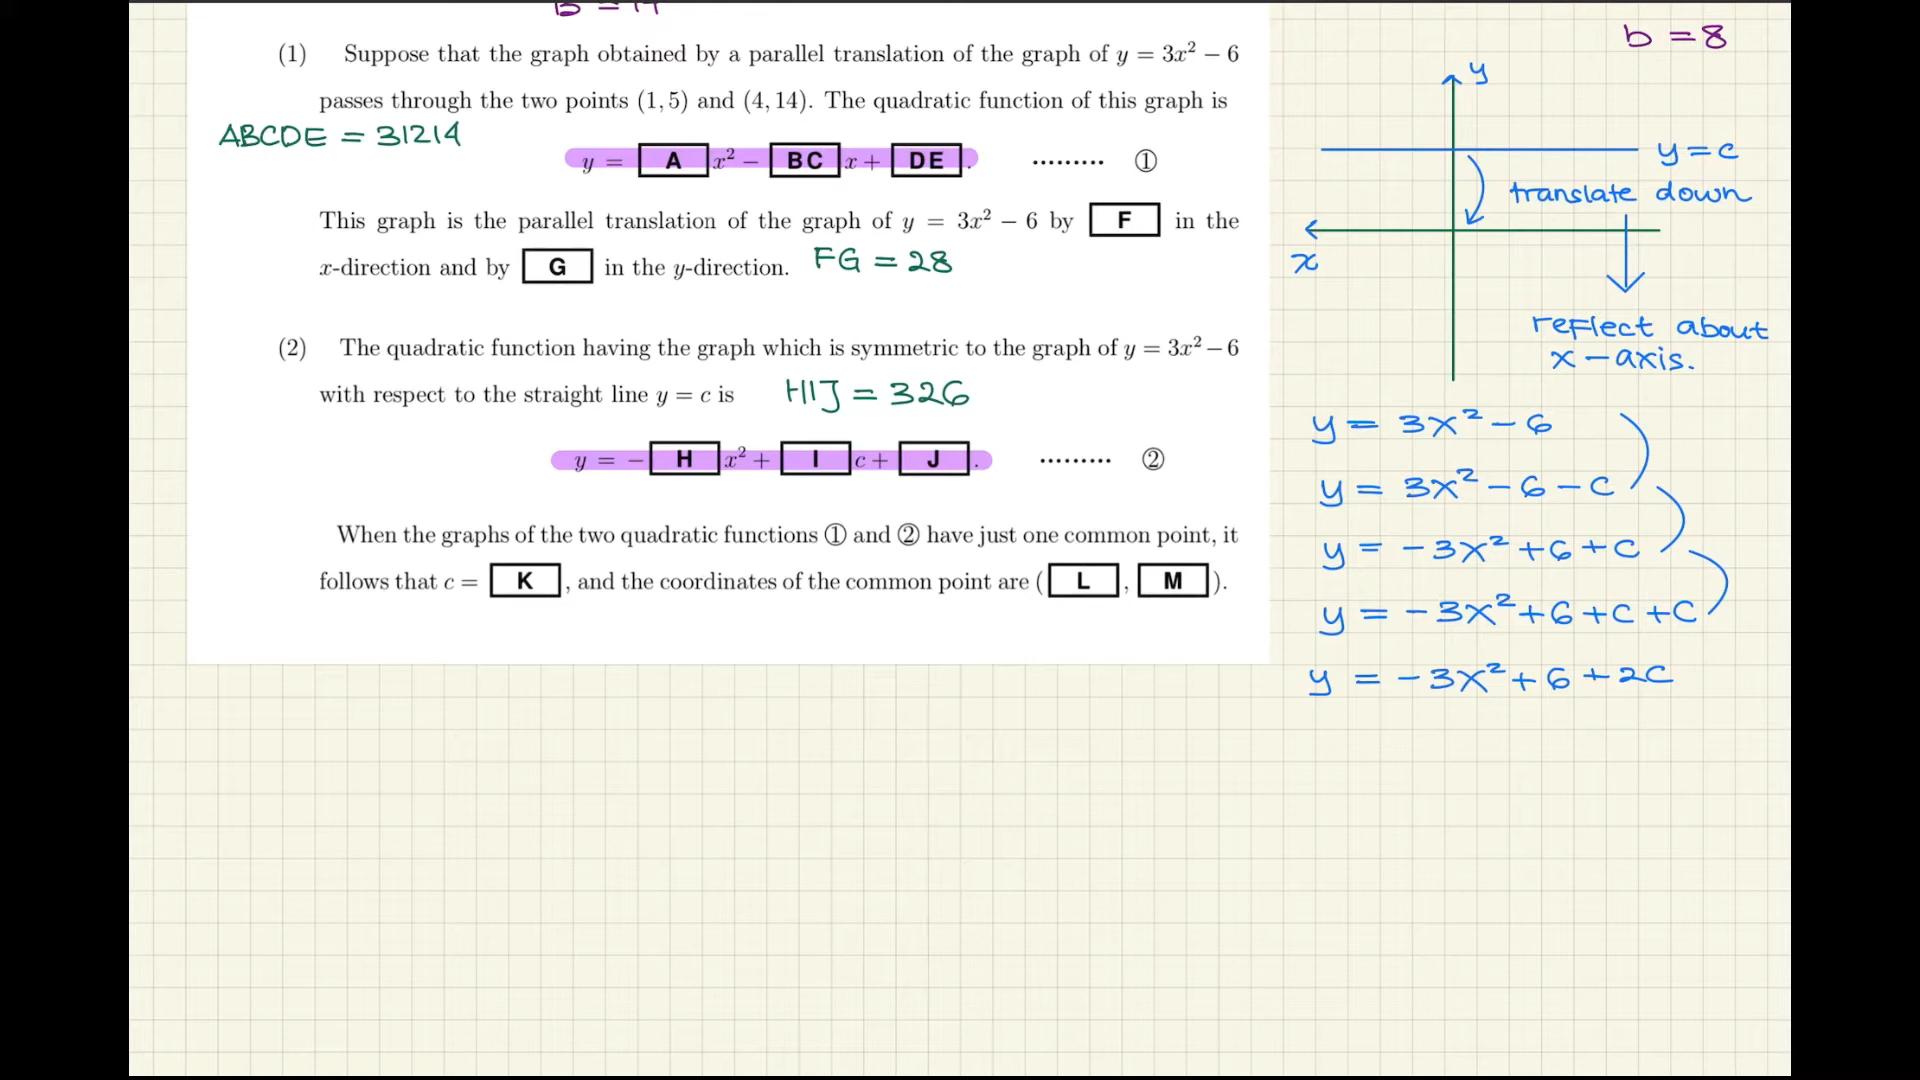 B = 14
b = 8
(1) Suppose that the graph obtained by a parallel translation of the graph of y = 3x² − 6
passes through the two points (1, 5) and (4, 14). The quadratic function of this graph is
ABCDE = 31214
y = A x² − BC x + DE . ......... ①
This graph is the parallel translation of the graph of y = 3x² − 6 by F in the
x-direction and by G in the y-direction. FG = 28
(2) The quadratic function having the graph which is symmetric to the graph of y = 3x² − 6
with respect to the straight line y = c is HIJ = 326
y = − H x² + I c + J . ......... ②
When the graphs of the two quadratic functions ① and ② have just one common point, it
follows that c = K , and the coordinates of the common point are ( L , M ).
y
y = c
translate down
x
reflect about
x-axis.
y = 3x² − 6
y = 3x² − 6 − c
y = −3x² + 6 + c
y = −3x² + 6 + c + c
y = −3x² + 6 + 2c